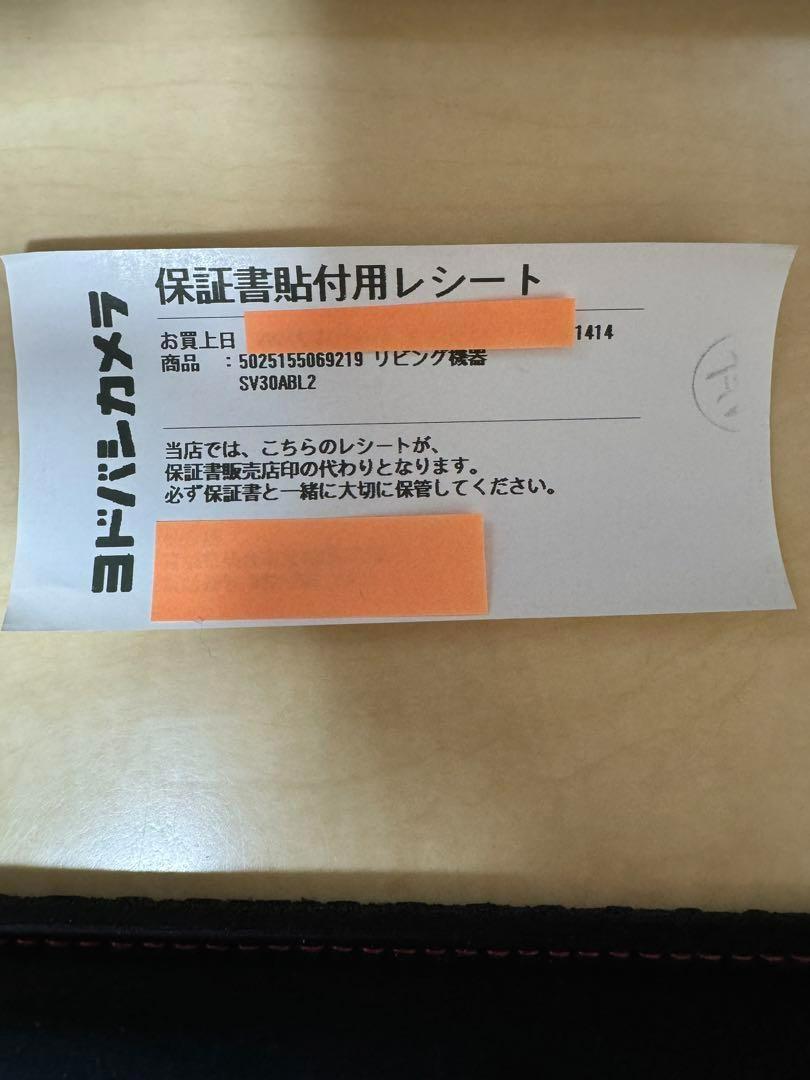 ヨドバシカメラ
保証書貼付用レシート
お買上日 1414
商品 :5025155069219 リビング機器
SV30ABL2
当店では、こちらのレシートが、
保証書販売店印の代わりとなります。
必ず保証書と一緒に大切に保管してください。